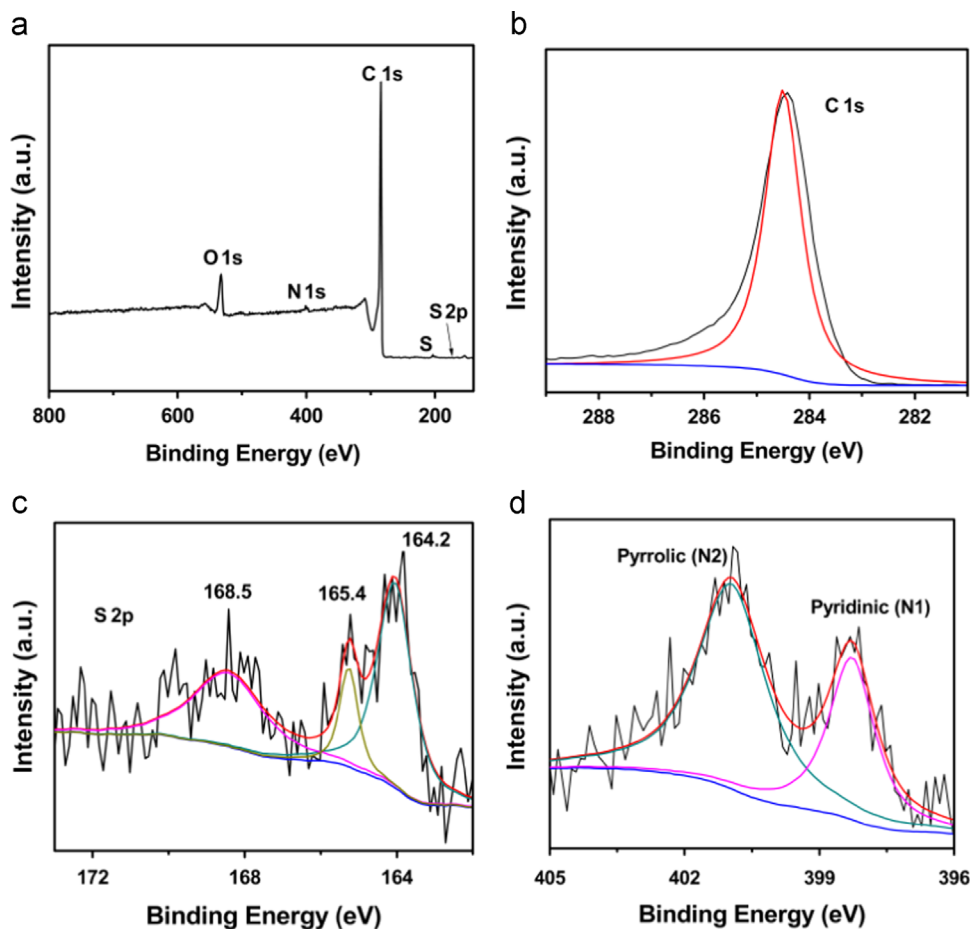 a
C 1s
O 1s
N 1s
S 2p
S
Intensity (a.u.)
800 600 400 200
Binding Energy (eV)
b
C 1s
Intensity (a.u.)
288 286 284 282
Binding Energy (eV)
c
164.2
168.5
165.4
S 2p
Intensity (a.u.)
172 168 164
Binding Energy (eV)
d
Pyrrolic (N2)
Pyridinic (N1)
Intensity (a.u.)
405 402 399 396
Binding Energy (eV)